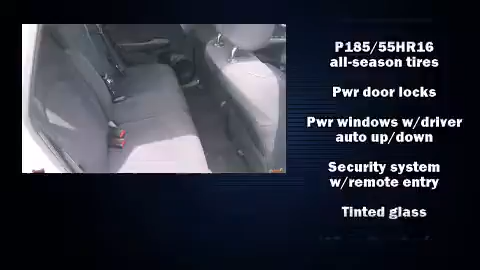 P185/55HR16
all-season tires
Pwr door locks
Pwr windows w/driver
auto up/down
Security system
w/remote entry
Tinted glass